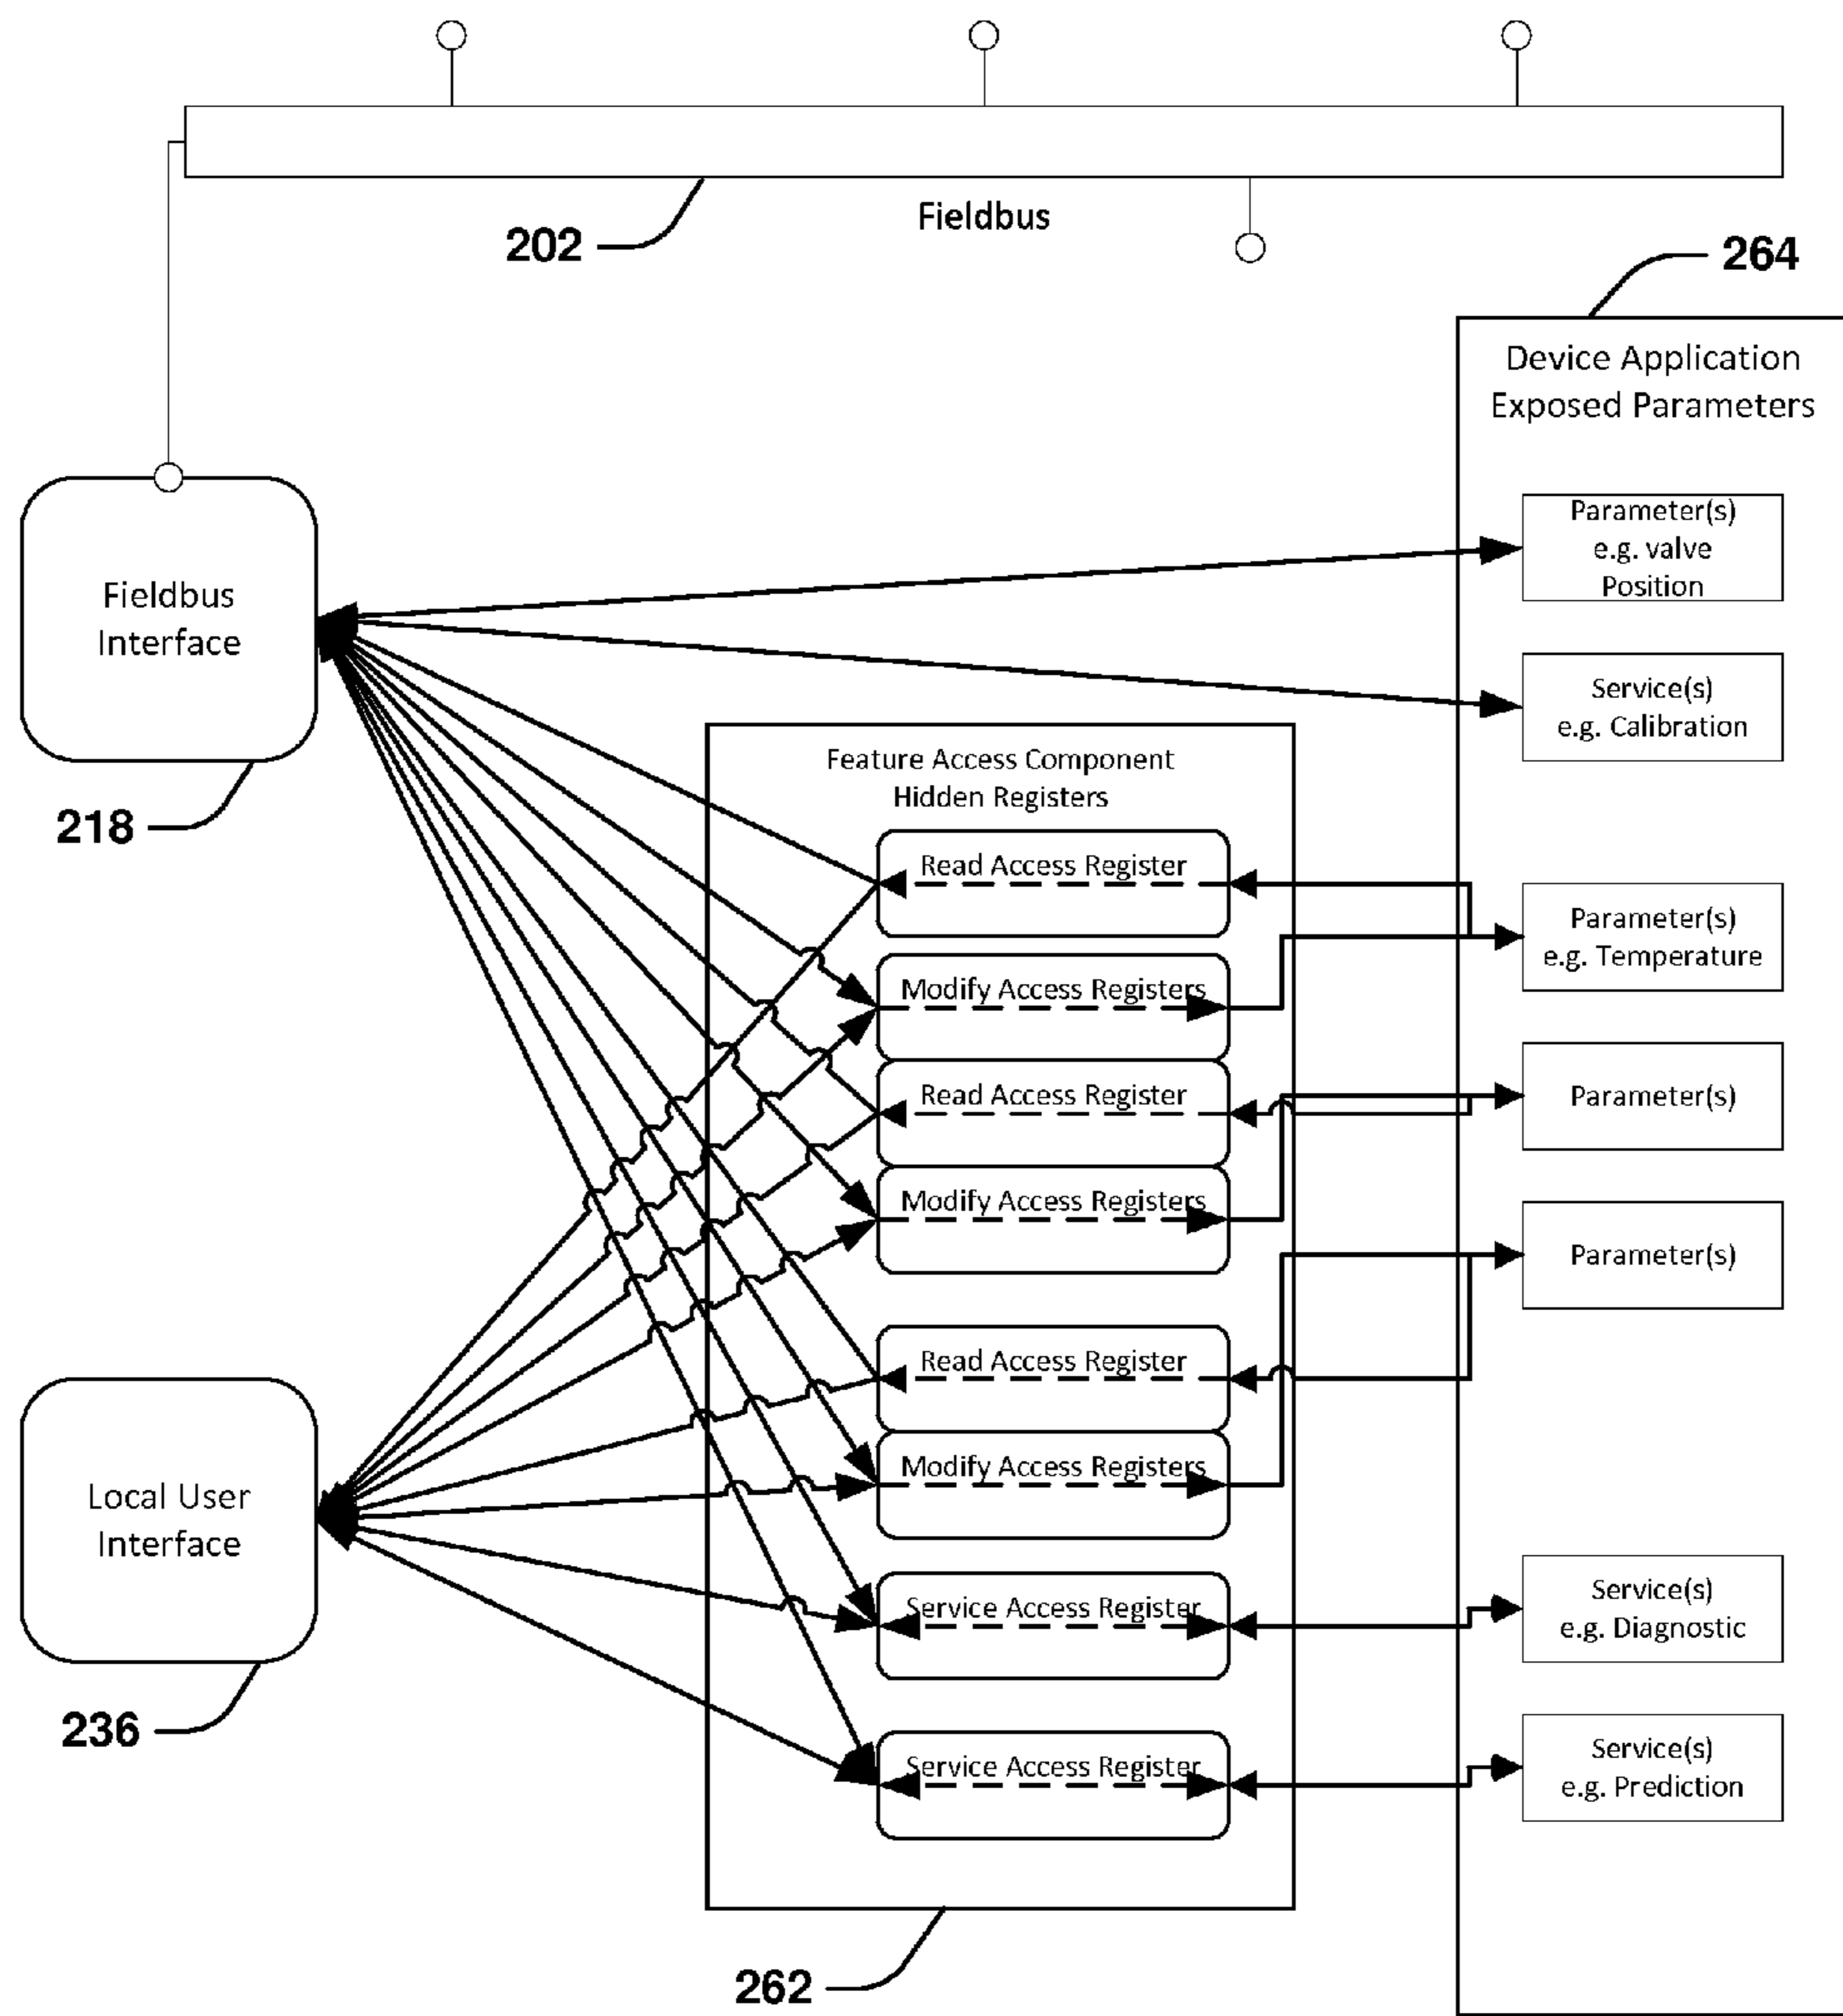 Fieldbus
202
264
Device Application
Exposed Parameters
Parameter(s)
e.g. valve
Position
Fieldbus
Interface
Service(s)
e.g. Calibration
218
Feature Access Component
Hidden Registers
Read Access Register
Parameter(s)
e.g. Temperature
Modify Access Registers
Read Access Register
Parameter(s)
Modify Access Registers
Parameter(s)
Read Access Register
Modify Access Registers
Local User
Interface
Service Access Register
Service(s)
e.g. Diagnostic
236
Service Access Register
Service(s)
e.g. Prediction
262